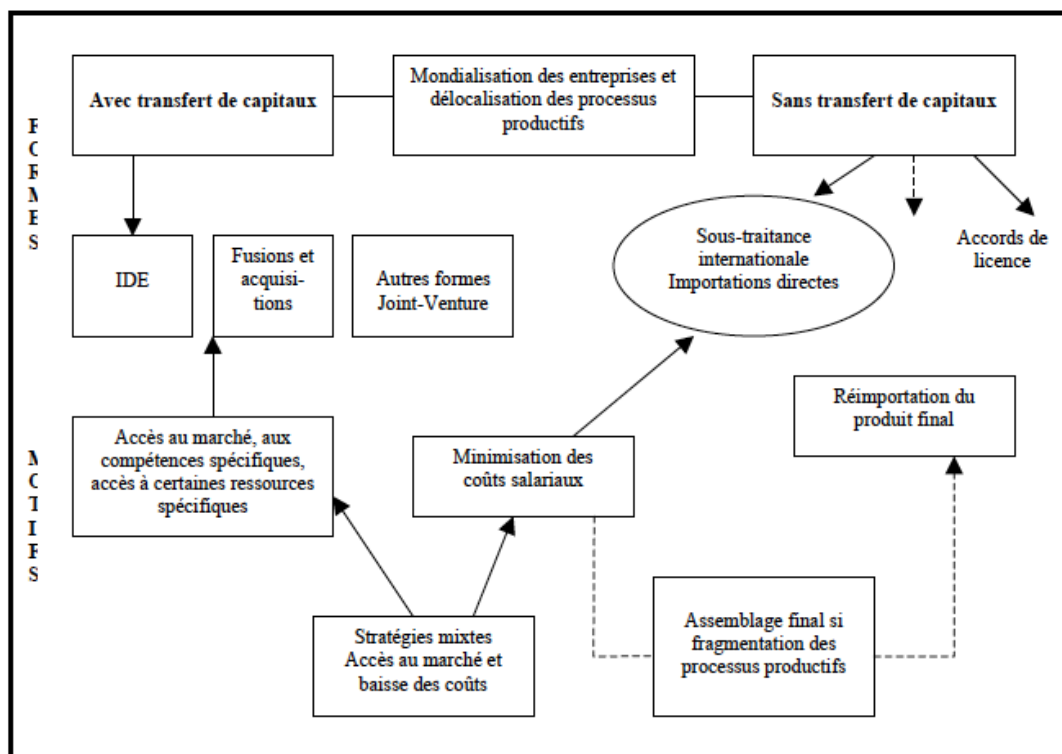 Avec transfert de capitaux
Mondialisation des entreprises et
délocalisation des processus
productifs
Sans transfert de capitaux
FORMES
IDE
Fusions et
acquisi-
tions
Autres formes
Joint-Venture
Sous-traitance
internationale
Importations directes
Accords de
licence
MOTIFS
Accès au marché, aux
compétences spécifiques,
accès à certaines ressources
spécifiques
Minimisation des
coûts salariaux
Réimportation du
produit final
Stratégies mixtes
Accès au marché et
baisse des coûts
Assemblage final si
fragmentation des
processus productifs